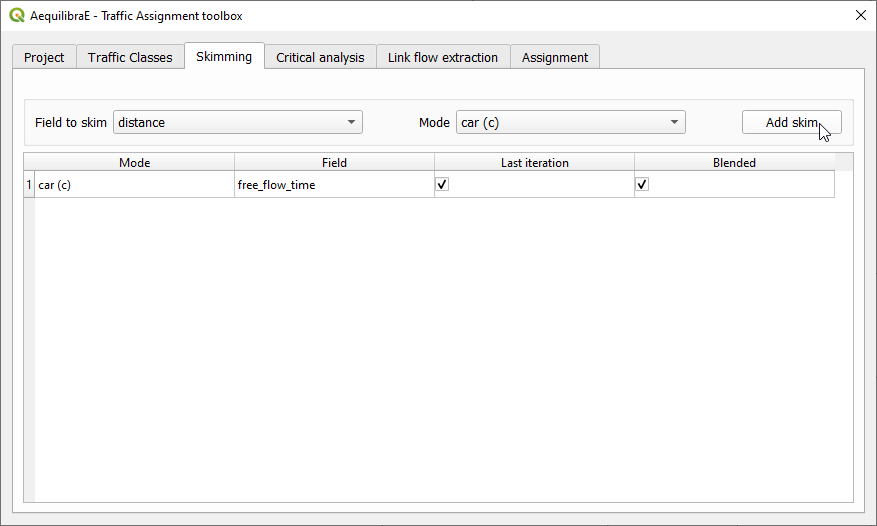 AequilibraE - Traffic Assignment toolbox
Project Traffic Classes Skimming Critical analysis Link flow extraction Assignment
Field to skim distance Mode car (c) Add skim
Mode Field Last iteration Blended
1 car (c) free_flow_time